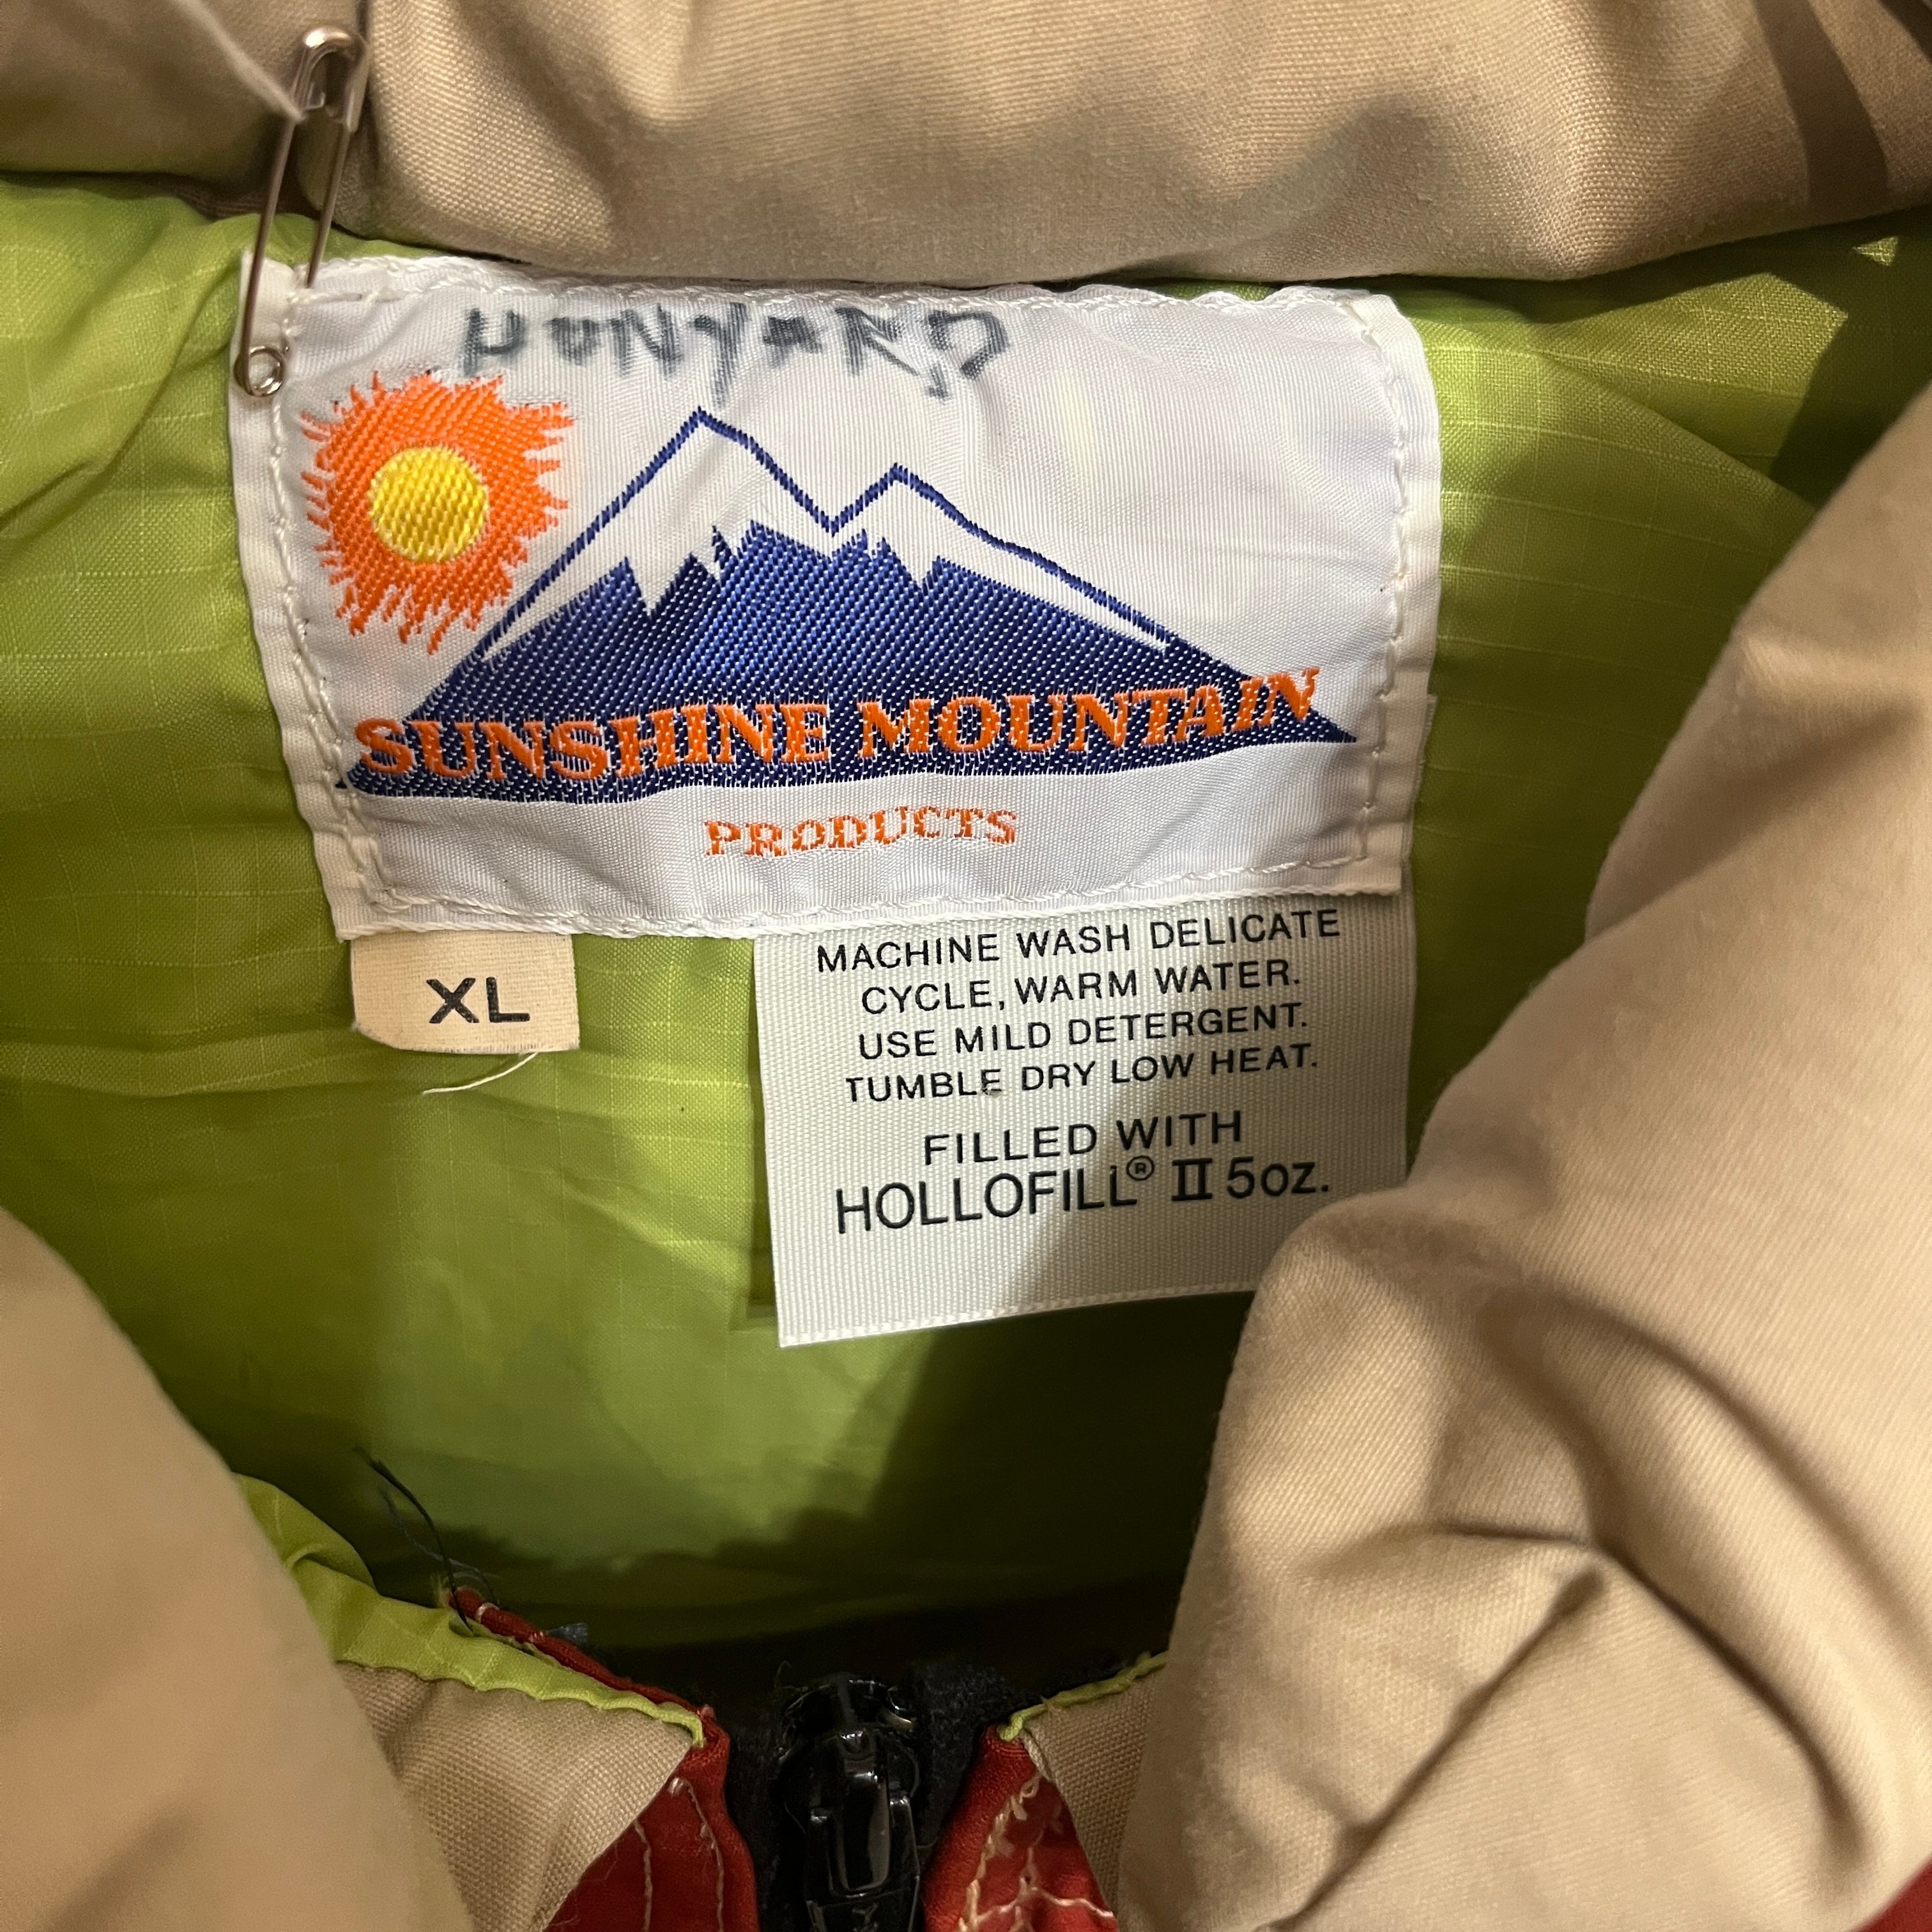 HUNYARD
SUNSHINE MOUNTAIN
PRODUCTS
XL
MACHINE WASH DELICATE
CYCLE, WARM WATER.
USE MILD DETERGENT.
TUMBLE DRY LOW HEAT.
FILLED WITH
HOLLOFILL® II 5oz.